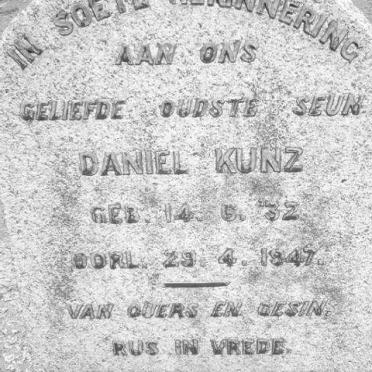 IN SOETE HERINNERING
AAN ONS
GELIEFDE OUDSTE SEUN
DANIEL KUNZ
GEB. 14. 6. '32
OORL. 29. 4. 1947.
VAN OUERS EN GESIN.
RUS IN VREDE.